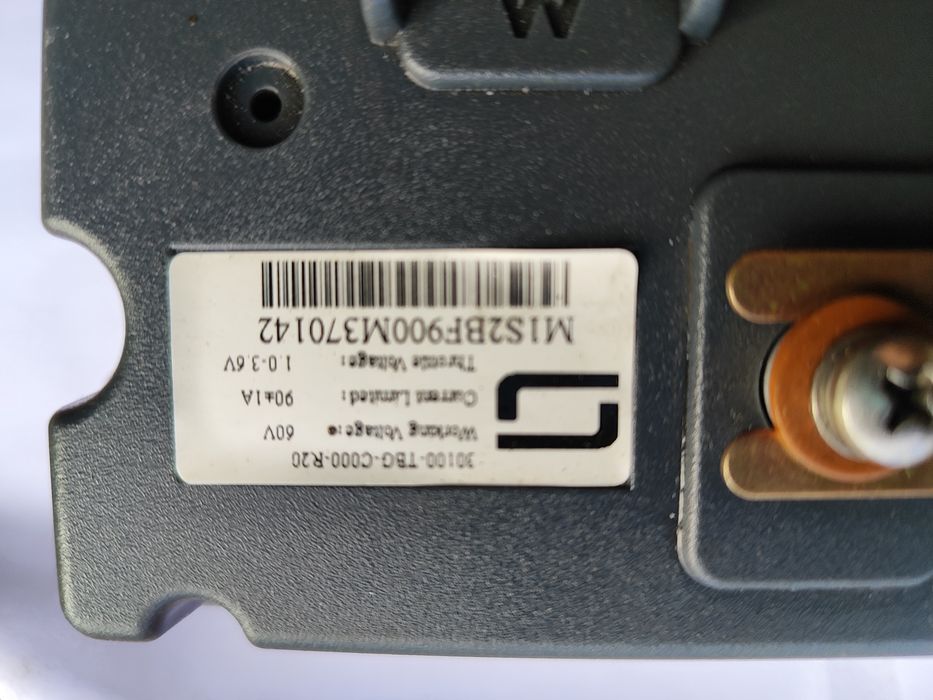 30100-TBG-C000-R20
Working Voltage: 60V
Current Limited: 90±1A
Throttle Voltage: 1.0-3.6V
M1S2BF900M370142
W